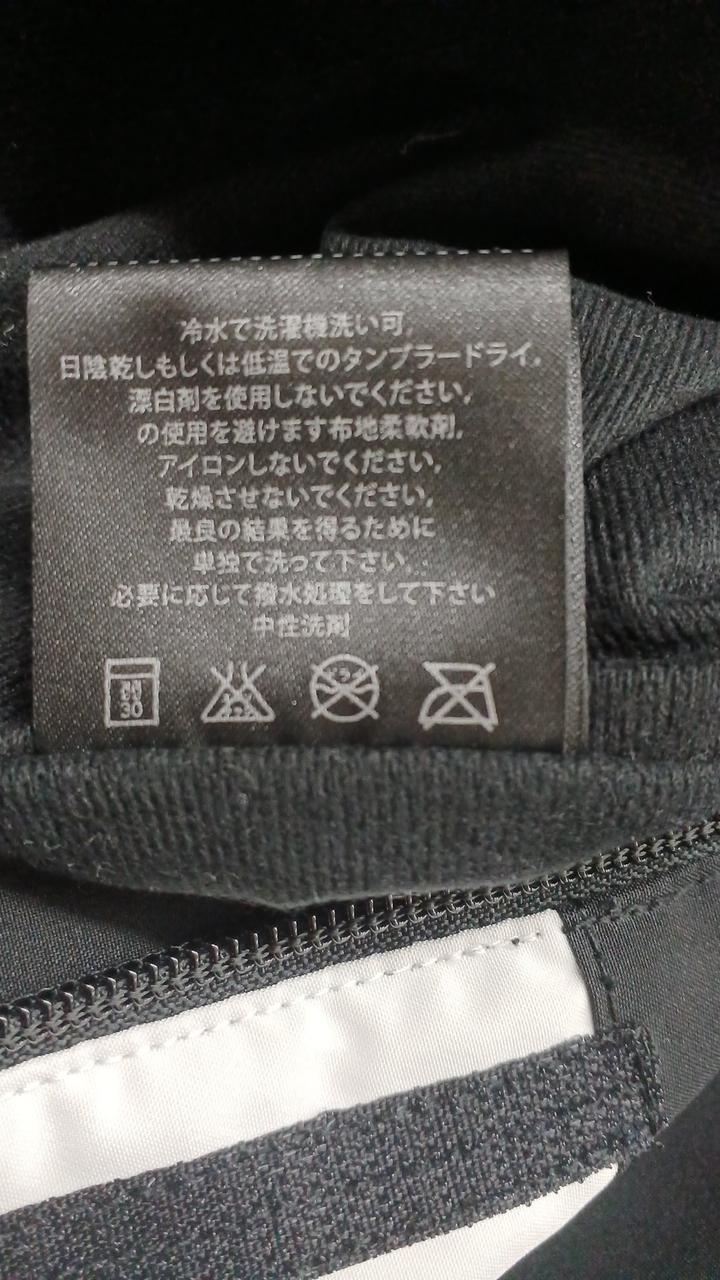 冷水で洗濯機洗い可.
日陰乾しもしくは低温でのタンブラードライ.
漂白剤を使用しないでください.
の使用を避けます布地柔軟剤.
アイロンしないでください.
乾燥させないでください.
最良の結果を得るために
単独で洗って下さい.
必要に応じて撥水処理をして下さい
中性洗剤
30
ドライ